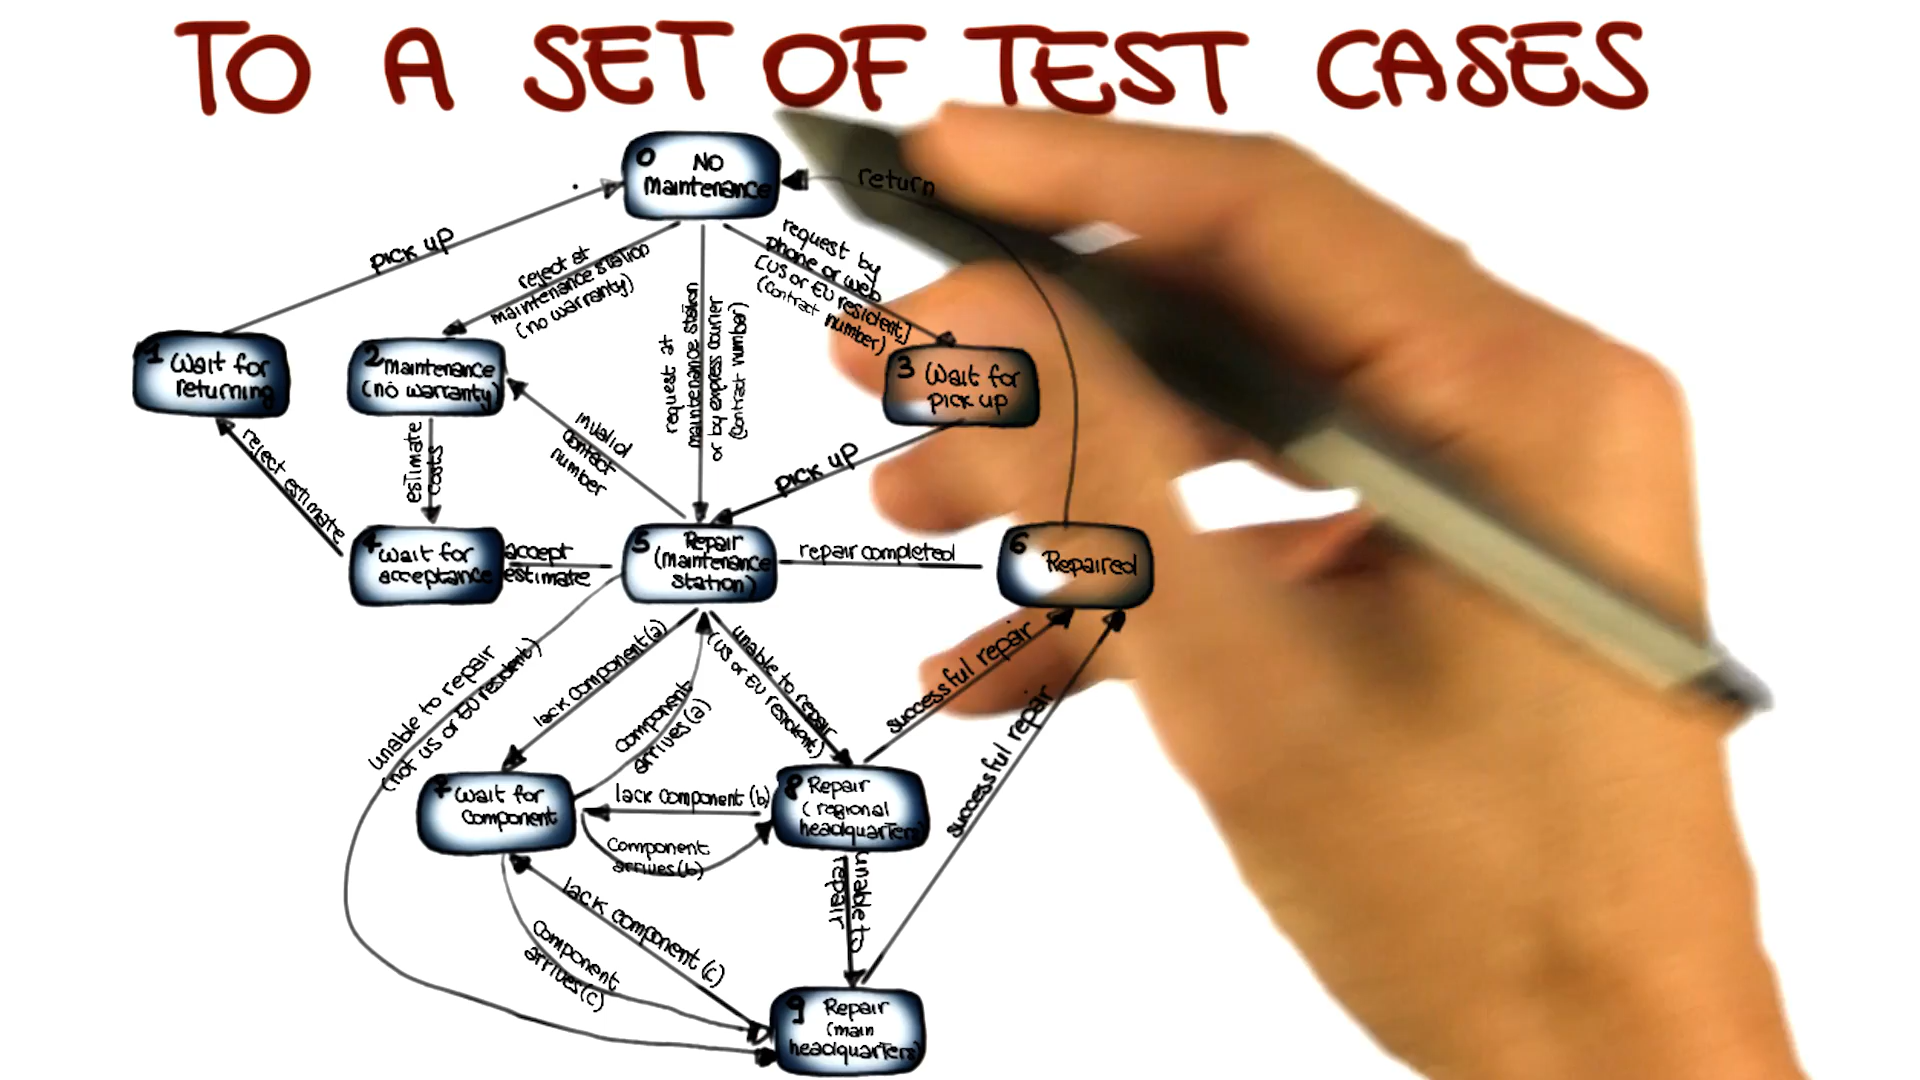 TO A SET OF TEST CASES
0 NO
maintenance
return
pick up
reject at
maintenance station
(no warranty)
request at
maintenance station
or by express courier
(contract number)
request by
phone or web
[US or EU resident]
(contract number)
1 Wait for
returning
2 Maintenance
(no warranty)
3 Wait for
pick up
reject estimate
estimate
costs
invalid
contract
number
pick up
4 Wait for
acceptance
accept
estimate
5 Repair
(maintenance
station)
repair completed
6 Repaired
unable to repair
(not US or EU resident)
lack component (a)
component
arrives (a)
unable to repair
(US or EU resident)
successful repair
successful repair
7 Wait for
component
lack component (b)
component
arrives (b)
8 Repair
(regional
headquarters)
unable to
repair
lack component (c)
component
arrives (c)
9 Repair
(main
headquarters)